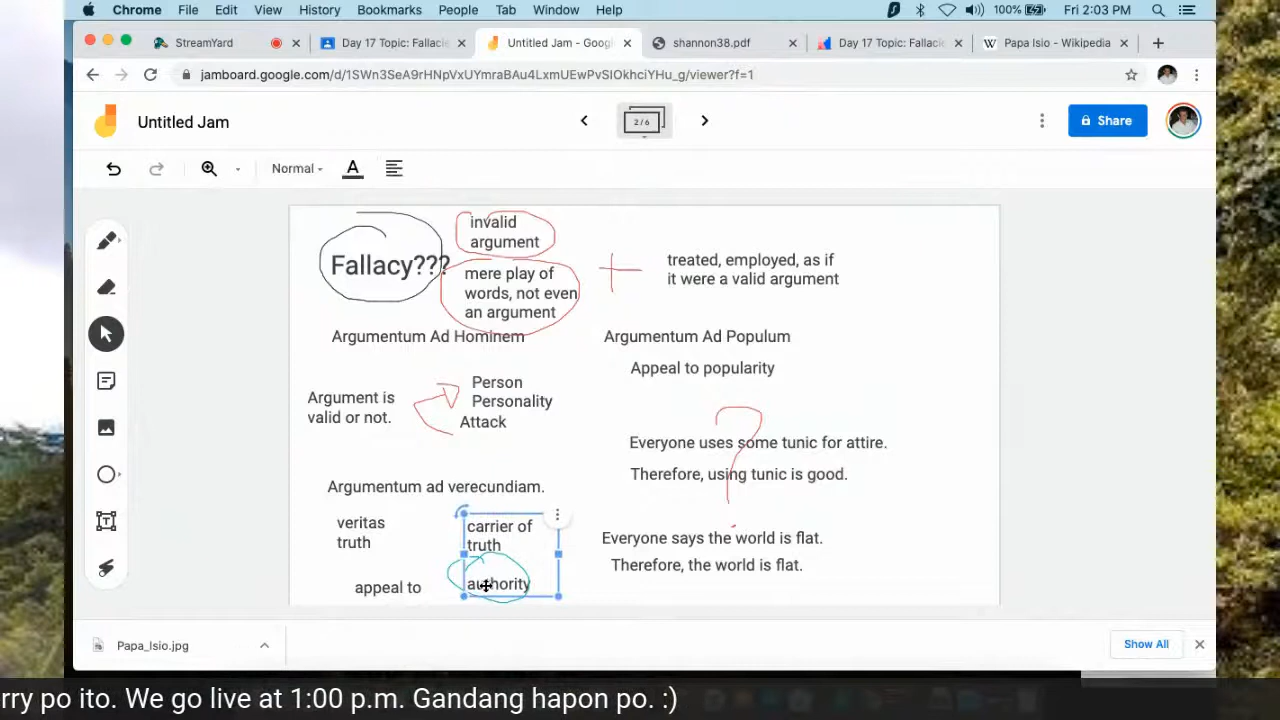 Chrome File Edit View History Bookmarks People Tab Window Help 100% Fri 2:03 PM
StreamYard Day 17 Topic: Fallacie Untitled Jam - Goog shannon38.pdf Day 17 Topic: Fallacie Papa Isio - Wikipedia
jamboard.google.com/d/1SWn3SeA9rHNpVxUYmraBAu4LxmUEwPvSIOkhciYHu_g/viewer?f=1
Untitled Jam
2/6
Share
Normal
A
invalid
argument
Fallacy???
mere play of
words, not even
an argument
treated, employed, as if
it were a valid argument
Argumentum Ad Hominem
Argumentum Ad Populum
Appeal to popularity
Argument is
valid or not.
Person
Personality
Attack
Everyone uses some tunic for attire.
Therefore, using tunic is good.
Argumentum ad verecundiam.
veritas
truth
carrier of
truth
appeal to
authority
Everyone says the world is flat.
Therefore, the world is flat.
Papa_Isio.jpg
Show All
rry po ito. We go live at 1:00 p.m. Gandang hapon po. :)